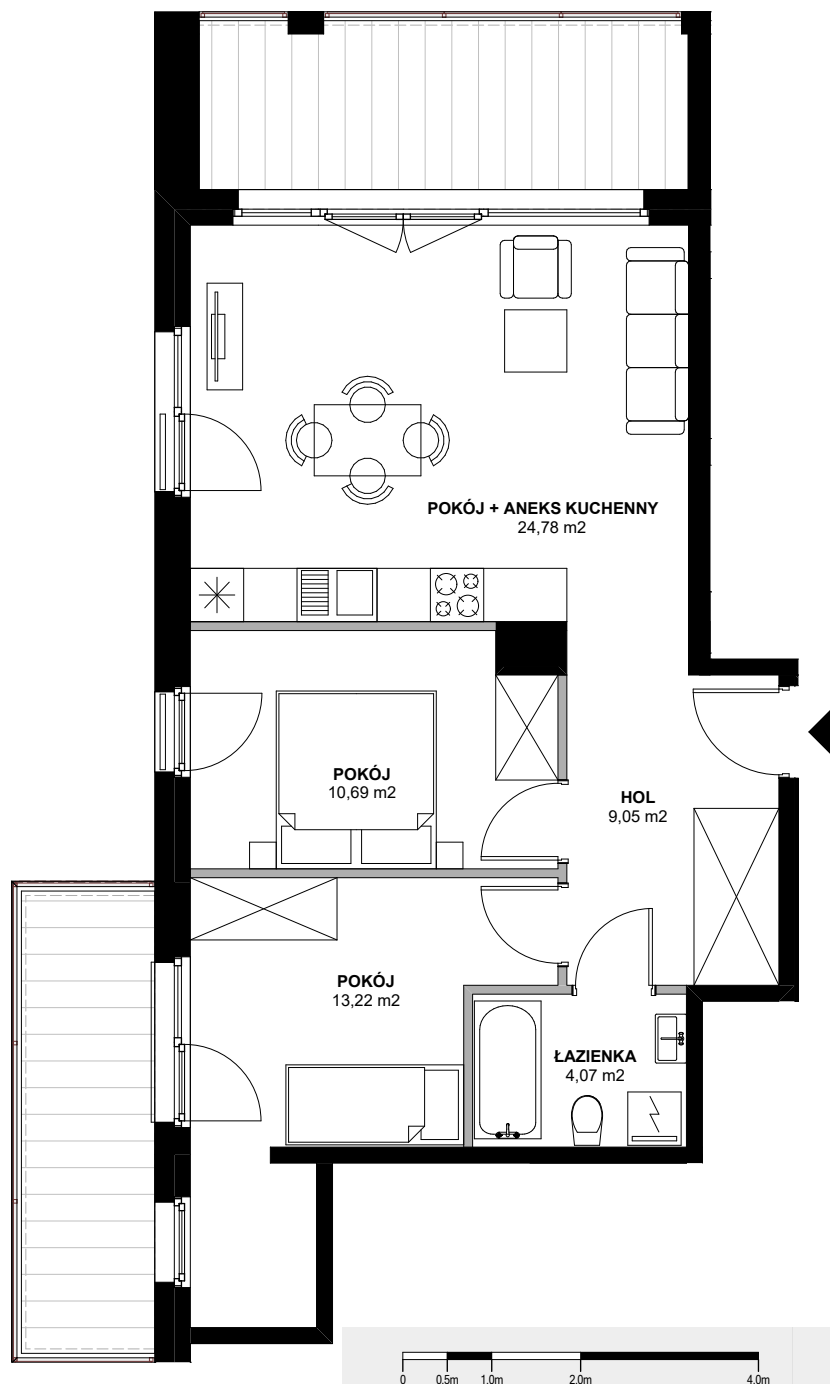 POKÓJ + ANEKS KUCHENNY
24,78 m2
POKÓJ
10,69 m2
HOL
9,05 m2
POKÓJ
13,22 m2
ŁAZIENKA
4,07 m2
0 0.5m 1.0m 2.0m 4.0m